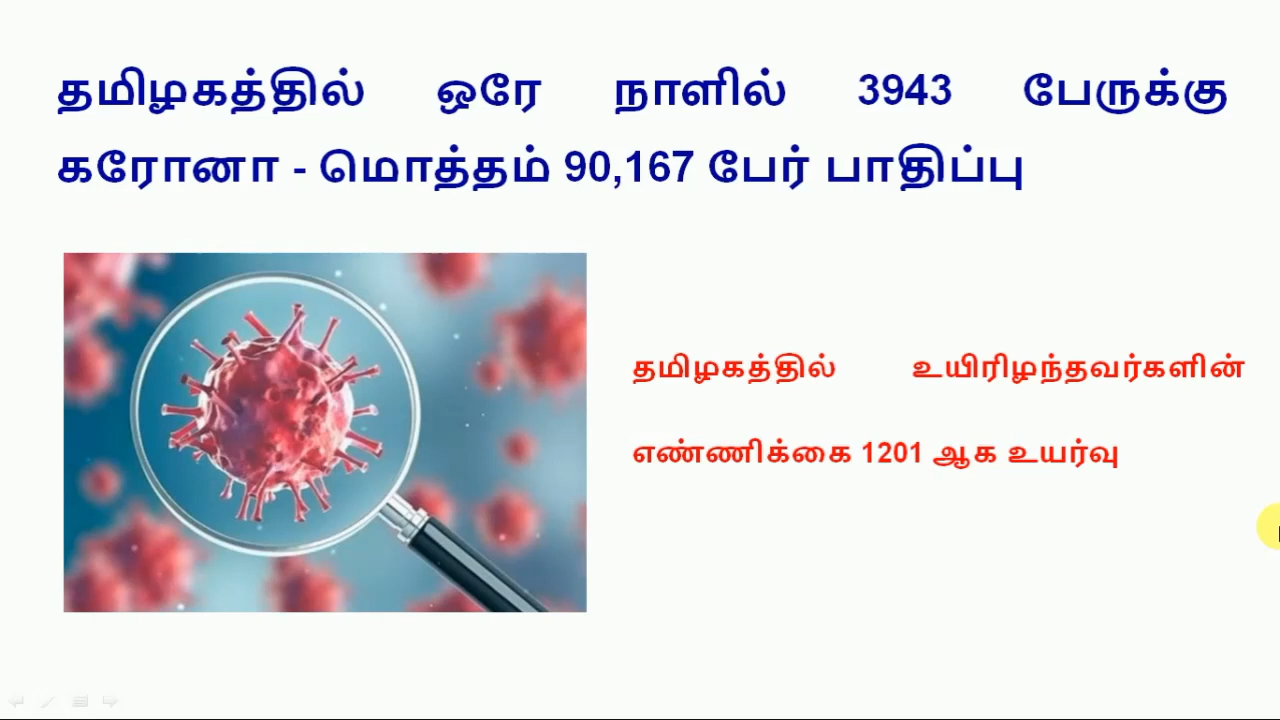 தமிழகத்தில் ஒரே நாளில் 3943 பேருக்கு
கரோனா - மொத்தம் 90,167 பேர் பாதிப்பு
தமிழகத்தில் உயிரிழந்தவர்களின்
எண்ணிக்கை 1201 ஆக உயர்வு